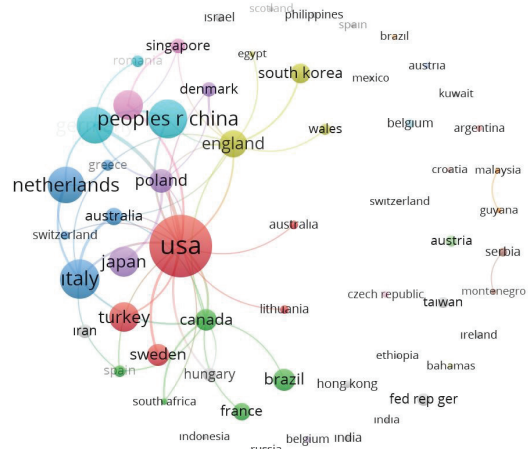 scotland
israel
philippines
spain
singapore
brazil
egypt
romania
south korea
austria
mexico
denmark
kuwait
peoples r china
belgium
wales
argentina
england
greece
croatia
malaysia
poland
netherlands
switzerland
guyana
australia
australia
switzerland
usa
austria
serbia
japan
italy
czech republic
montenegro
taiwan
lithuania
turkey
canada
iran
ireland
sweden
ethiopia
bahamas
spain
hungary
brazil
hong kong
south africa
fed rep ger
france
india
indonesia
belgium
india
russia